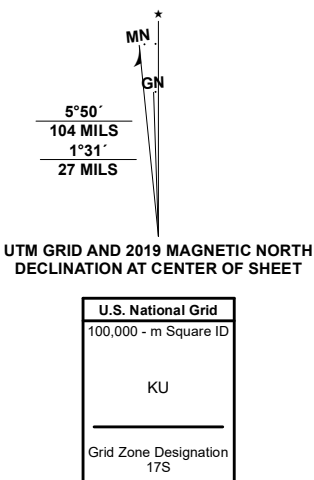 ★
MN
GN
5°50´
104 MILS
1°31´
27 MILS
UTM GRID AND 2019 MAGNETIC NORTH
DECLINATION AT CENTER OF SHEET
U.S. National Grid
100,000 - m Square ID
KU
Grid Zone Designation
17S